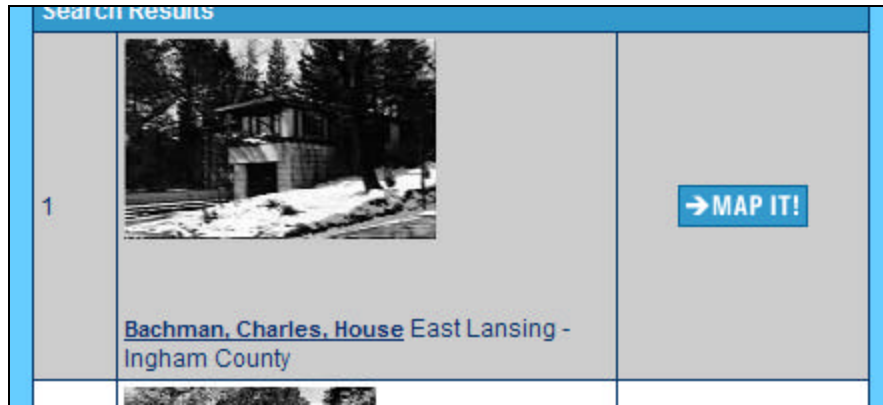 Search Results
1
→MAP IT!
Bachman, Charles, House East Lansing -
Ingham County